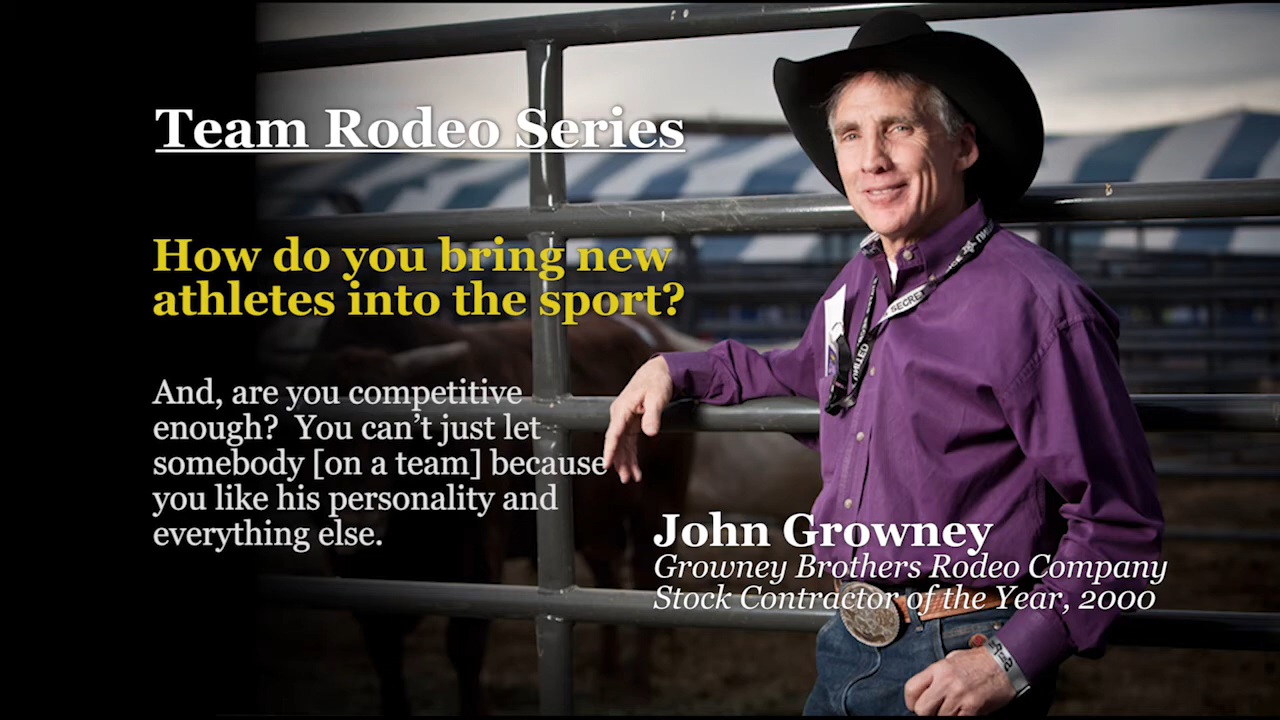 Team Rodeo Series
How do you bring new
athletes into the sport?
And, are you competitive
enough?  You can’t just let
somebody [on a team] because
you like his personality and
everything else.
John Growney
Growney Brothers Rodeo Company
Stock Contractor of the Year, 2000
SECRE